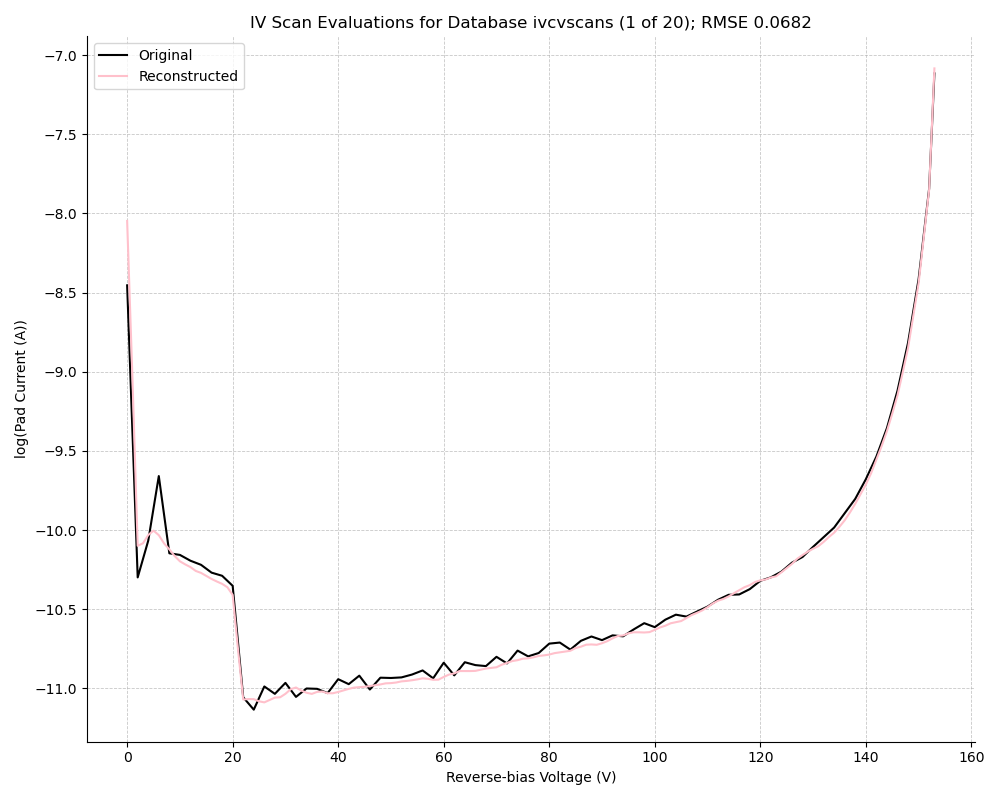 IV Scan Evaluations for Database ivcvscans (1 of 20); RMSE 0.0682
Original
Reconstructed
−7.0
−7.5
−8.0
−8.5
−9.0
−9.5
−10.0
−10.5
−11.0
log(Pad Current (A))
0 20 40 60 80 100 120 140 160
Reverse-bias Voltage (V)